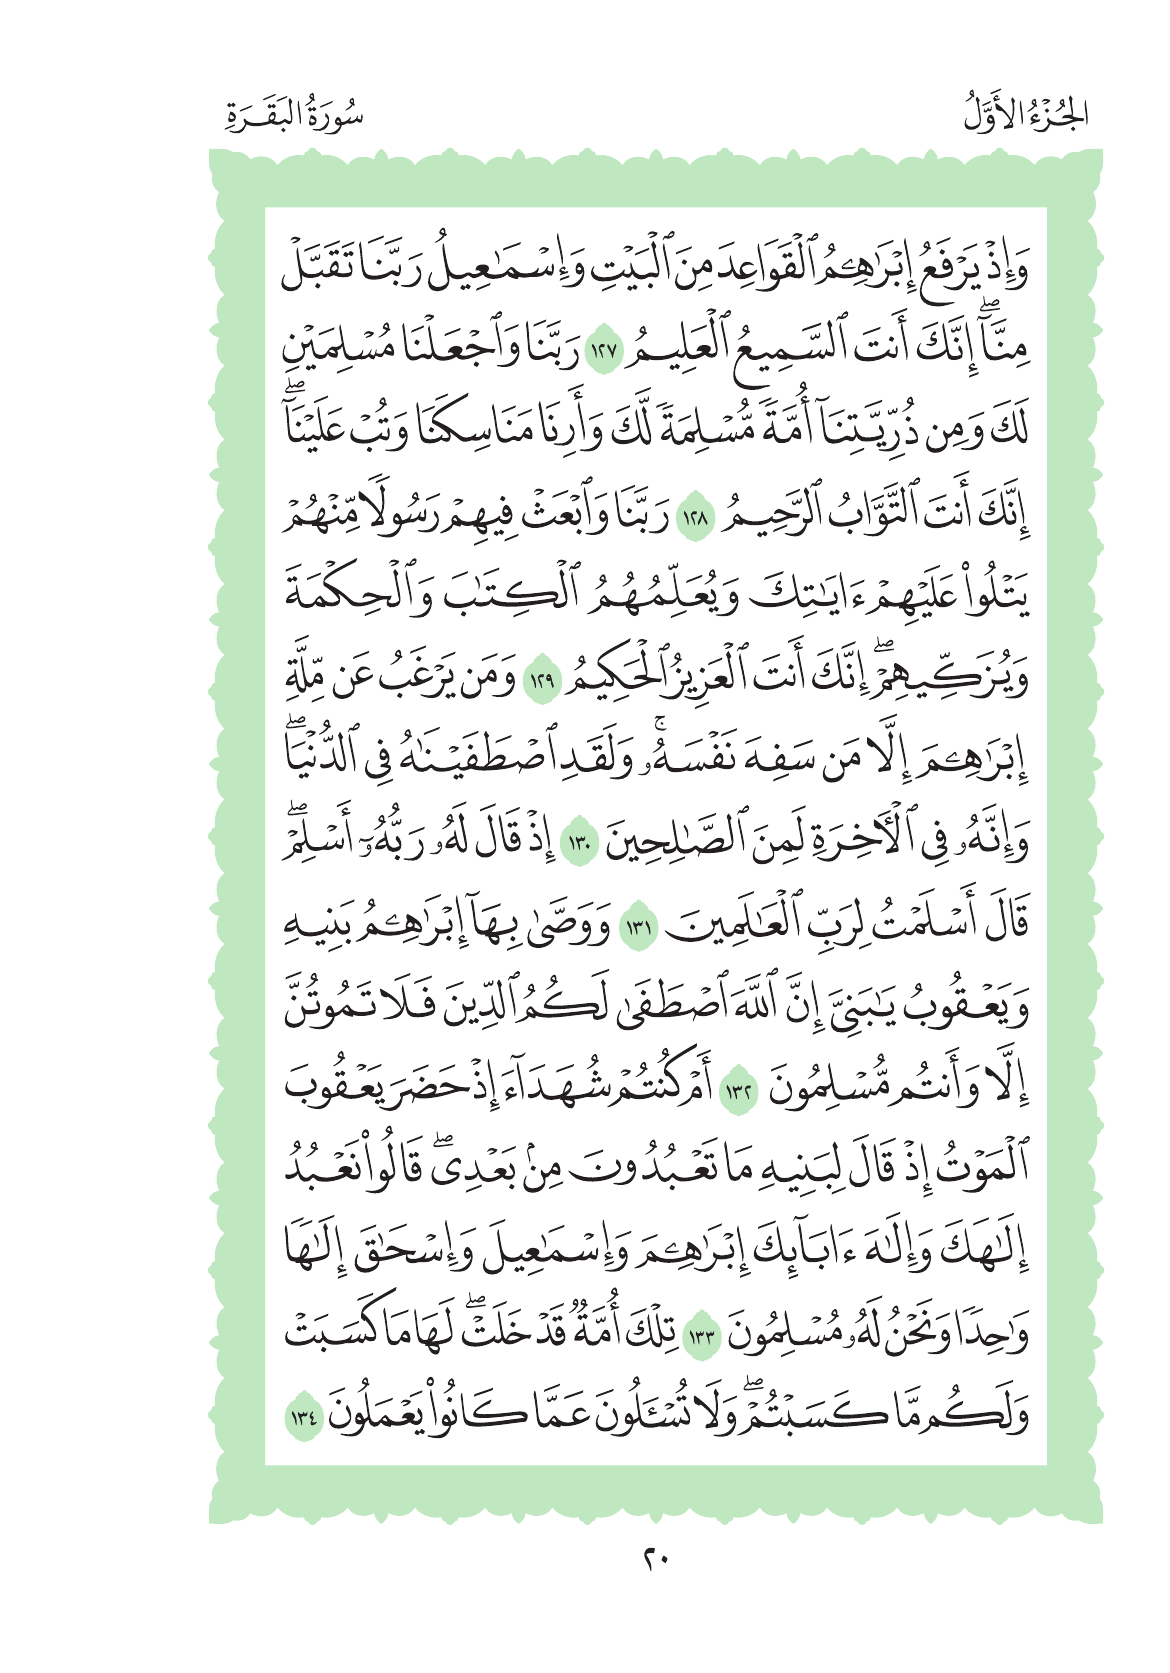 الجُزْءُ الأَوَّلُ
سُورَةُ البَقَرَةِ
وَإِذۡ يَرۡفَعُ إِبۡرَٰهِـۧمُ ٱلۡقَوَاعِدَ مِنَ ٱلۡبَيۡتِ وَإِسۡمَٰعِيلُ رَبَّنَا تَقَبَّلۡ
مِنَّآۖ إِنَّكَ أَنتَ ٱلسَّمِيعُ ٱلۡعَلِيمُ ١٢٧ رَبَّنَا وَٱجۡعَلۡنَا مُسۡلِمَيۡنِ
لَكَ وَمِن ذُرِّيَّتِنَآ أُمَّةٗ مُّسۡلِمَةٗ لَّكَ وَأَرِنَا مَنَاسِكَنَا وَتُبۡ عَلَيۡنَآۖ
إِنَّكَ أَنتَ ٱلتَّوَّابُ ٱلرَّحِيمُ ١٢٨ رَبَّنَا وَٱبۡعَثۡ فِيهِمۡ رَسُولٗا مِّنۡهُمۡ
يَتۡلُواْ عَلَيۡهِمۡ ءَايَٰتِكَ وَيُعَلِّمُهُمُ ٱلۡكِتَٰبَ وَٱلۡحِكۡمَةَ
وَيُزَكِّيهِمۡۖ إِنَّكَ أَنتَ ٱلۡعَزِيزُ ٱلۡحَكِيمُ ١٢٩ وَمَن يَرۡغَبُ عَن مِّلَّةِ
إِبۡرَٰهِـۧمَ إِلَّا مَن سَفِهَ نَفۡسَهُۥۚ وَلَقَدِ ٱصۡطَفَيۡنَٰهُ فِي ٱلدُّنۡيَاۖ
وَإِنَّهُۥ فِي ٱلۡأٓخِرَةِ لَمِنَ ٱلصَّٰلِحِينَ ١٣٠ إِذۡ قَالَ لَهُۥ رَبُّهُۥٓ أَسۡلِمۡۖ
قَالَ أَسۡلَمۡتُ لِرَبِّ ٱلۡعَٰلَمِينَ ١٣١ وَوَصَّىٰ بِهَآ إِبۡرَٰهِـۧمُ بَنِيهِ
وَيَعۡقُوبُ يَٰبَنِيَّ إِنَّ ٱللَّهَ ٱصۡطَفَىٰ لَكُمُ ٱلدِّينَ فَلَا تَمُوتُنَّ
إِلَّا وَأَنتُم مُّسۡلِمُونَ ١٣٢ أَمۡ كُنتُمۡ شُهَدَآءَ إِذۡ حَضَرَ يَعۡقُوبَ
ٱلۡمَوۡتُ إِذۡ قَالَ لِبَنِيهِ مَا تَعۡبُدُونَ مِنۢ بَعۡدِيۖ قَالُواْ نَعۡبُدُ
إِلَٰهَكَ وَإِلَٰهَ ءَابَآئِكَ إِبۡرَٰهِـۧمَ وَإِسۡمَٰعِيلَ وَإِسۡحَٰقَ إِلَٰهٗا
وَٰحِدٗا وَنَحۡنُ لَهُۥ مُسۡلِمُونَ ١٣٣ تِلۡكَ أُمَّةٞ قَدۡ خَلَتۡۖ لَهَا مَا كَسَبَتۡ
وَلَكُم مَّا كَسَبۡتُمۡۖ وَلَا تُسۡـَٔلُونَ عَمَّا كَانُواْ يَعۡمَلُونَ ١٣٤
٢٠